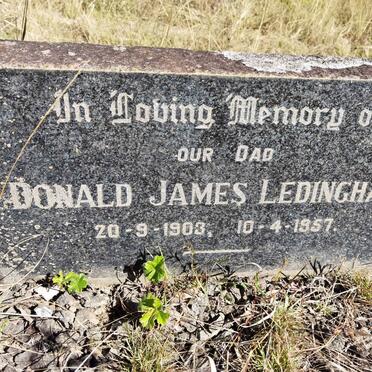 In Loving Memory o
OUR DAD
DONALD JAMES LEDINGHA
20-9-1903. 10-4-1957.